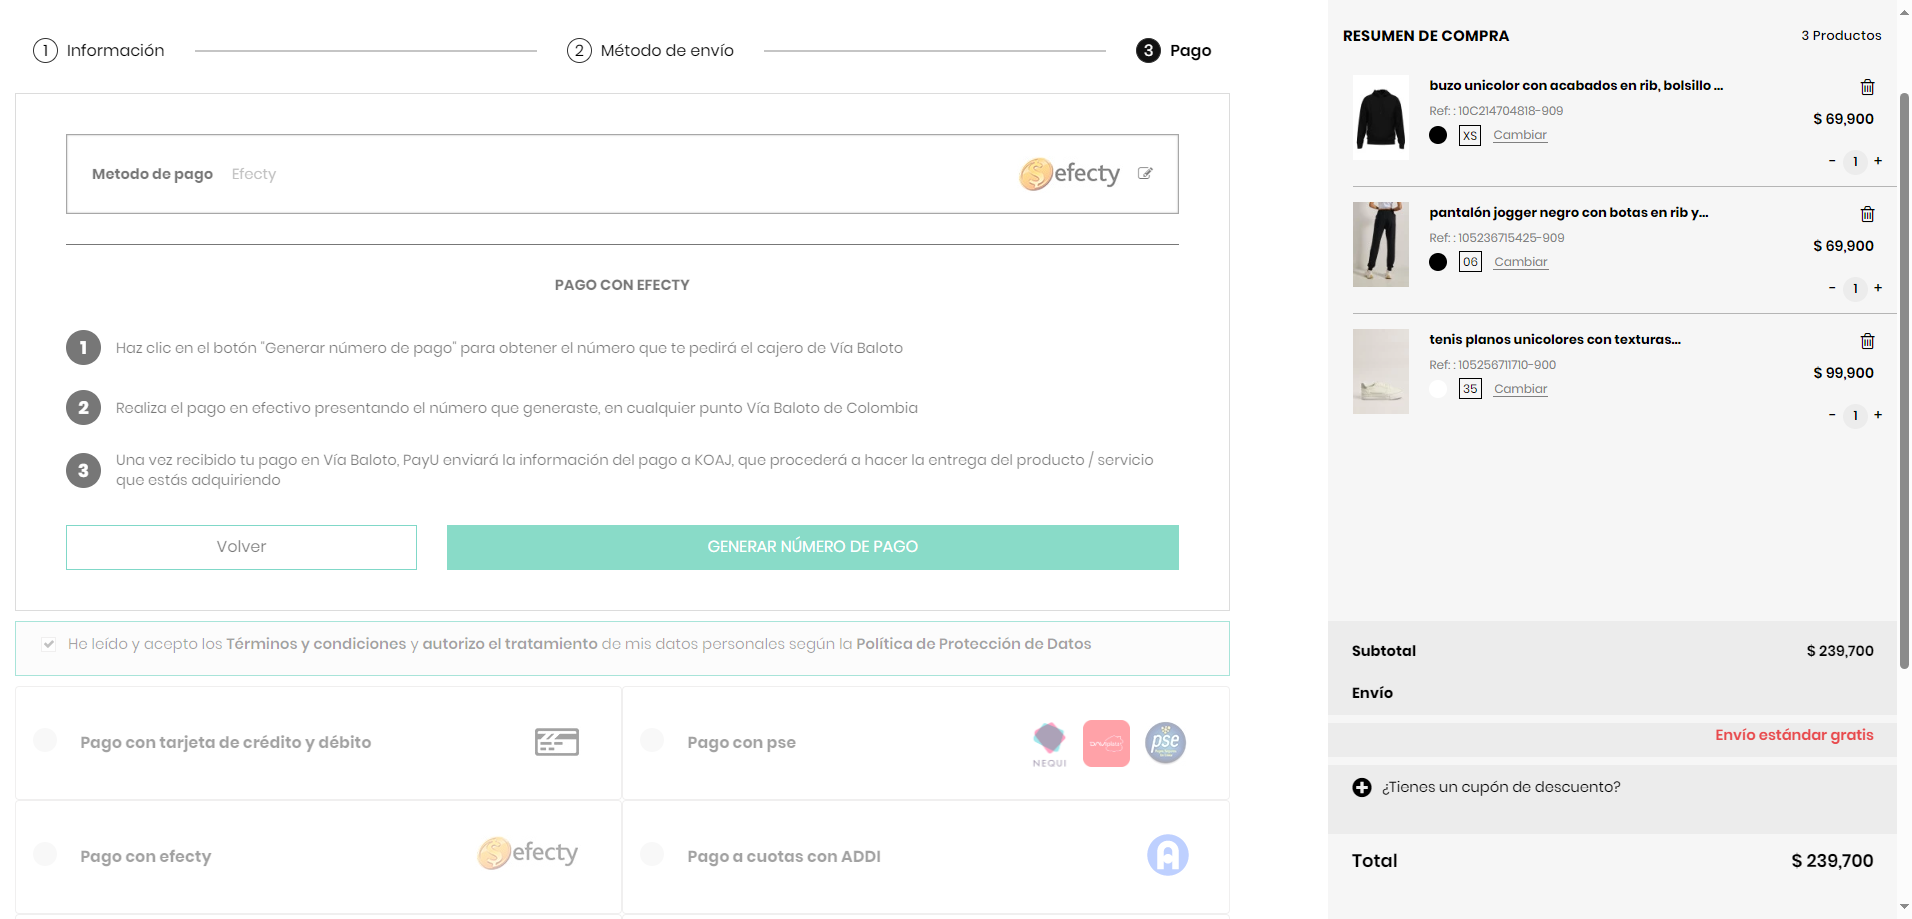 1 Información
2 Método de envío
3 Pago
Metodo de pago Efecty
efecty
PAGO CON EFECTY
1 Haz clic en el botón "Generar número de pago" para obtener el número que te pedirá el cajero de Vía Baloto
2 Realiza el pago en efectivo presentando el número que generaste, en cualquier punto Vía Baloto de Colombia
3 Una vez recibido tu pago en Vía Baloto, PayU enviará la información del pago a KOAJ, que procederá a hacer la entrega del producto / servicio
que estás adquiriendo
Volver
GENERAR NÚMERO DE PAGO
He leído y acepto los Términos y condiciones y autorizo el tratamiento de mis datos personales según la Política de Protección de Datos
Pago con tarjeta de crédito y débito
Pago con pse
NEQUI
pse
Pago con efecty
efecty
Pago a cuotas con ADDI
A
RESUMEN DE COMPRA
3 Productos
buzo unicolor con acabados en rib, bolsillo ...
Ref: : 10C214704818-909
$ 69,900
XS Cambiar
- 1 +
pantalón jogger negro con botas en rib y...
Ref: : 105236715425-909
$ 69,900
06 Cambiar
- 1 +
tenis planos unicolores con texturas...
Ref: : 105256711710-900
$ 99,900
35 Cambiar
- 1 +
Subtotal $ 239,700
Envío
Envío estándar gratis
¿Tienes un cupón de descuento?
Total $ 239,700